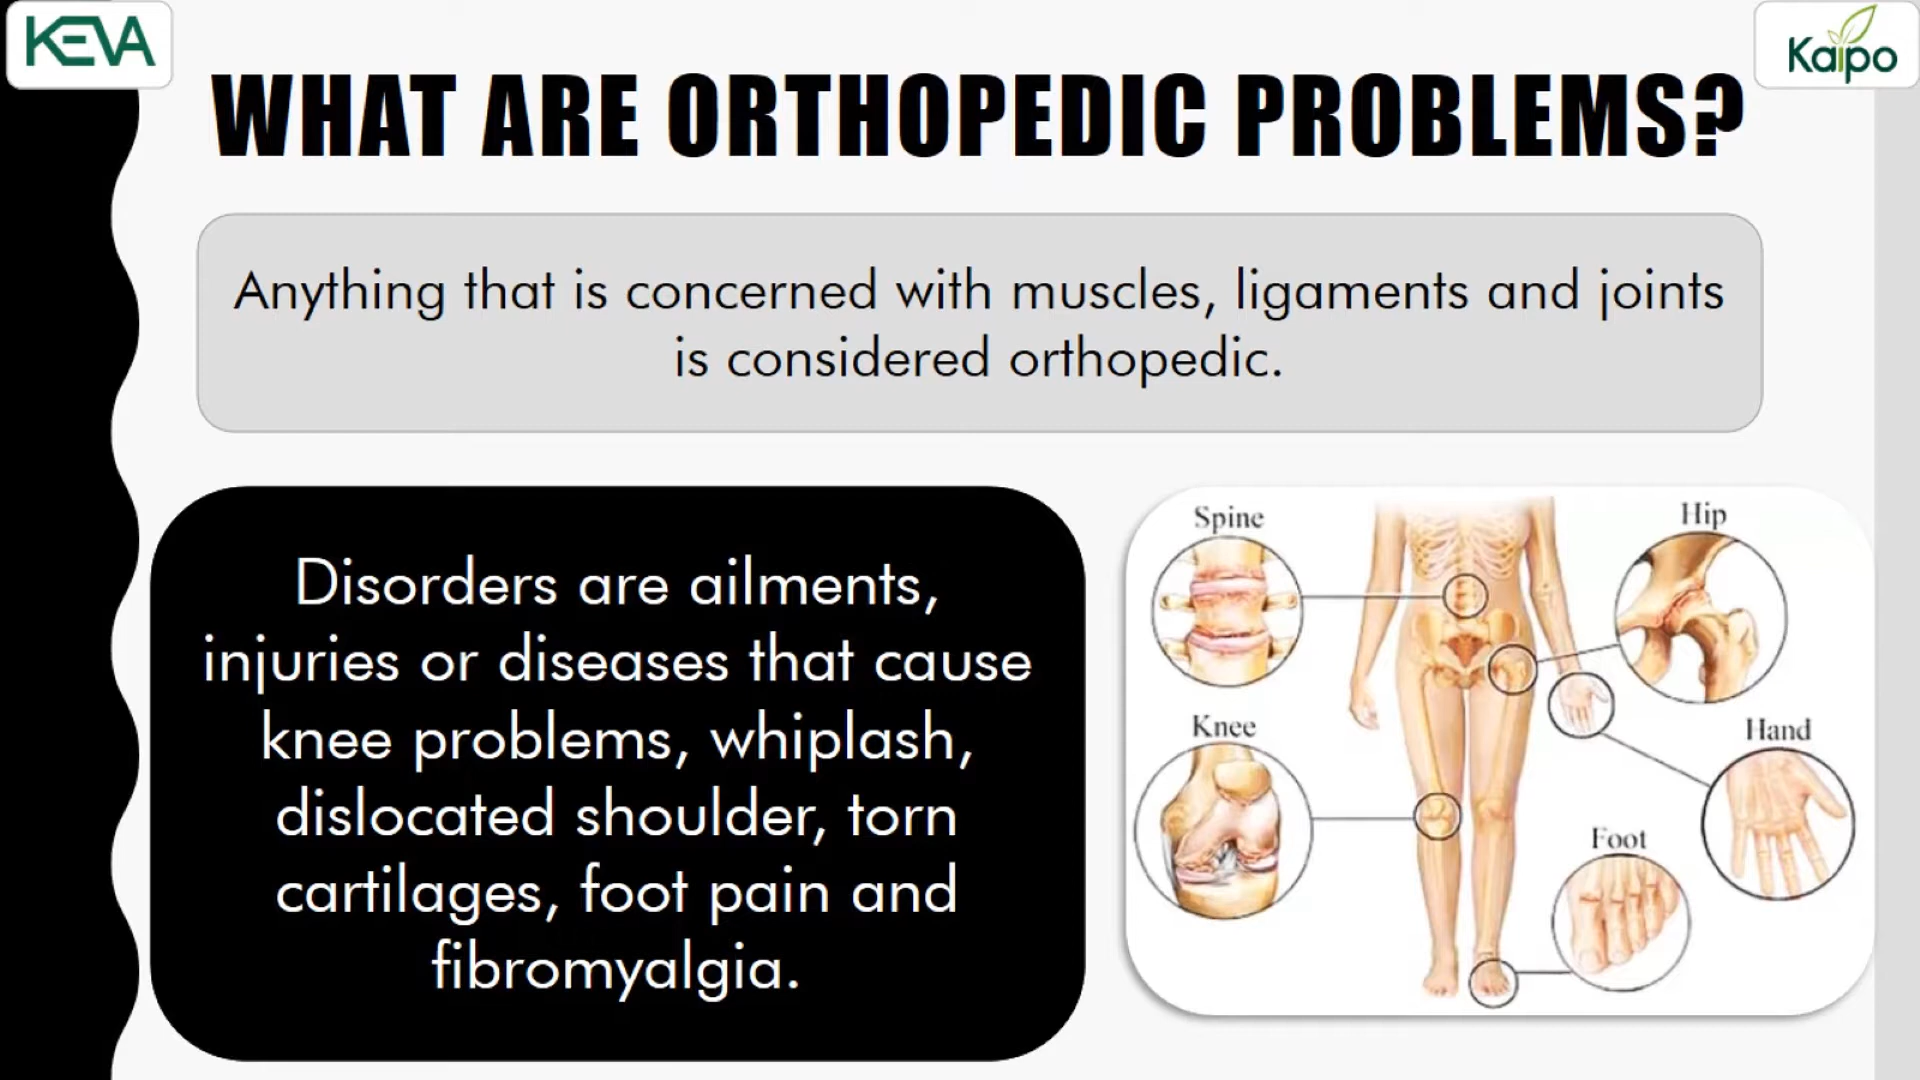 KEVA
Kaipo
WHAT ARE ORTHOPEDIC PROBLEMS?
Anything that is concerned with muscles, ligaments and joints
is considered orthopedic.
Disorders are ailments,
injuries or diseases that cause
knee problems, whiplash,
dislocated shoulder, torn
cartilages, foot pain and
fibromyalgia.
Spine
Hip
Knee
Hand
Foot